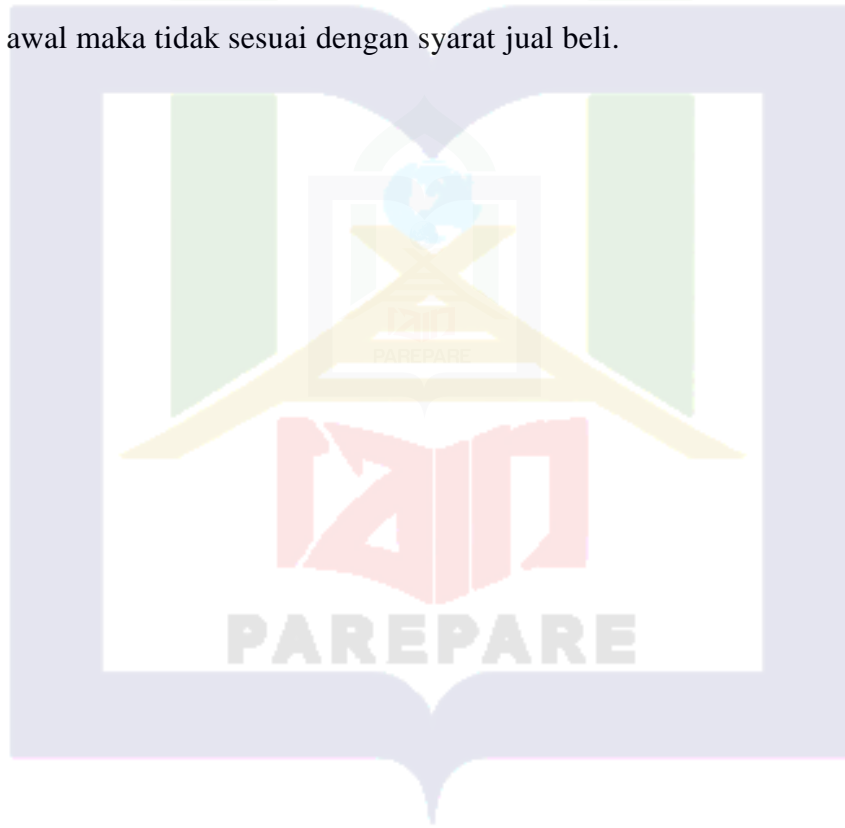 awal maka tidak sesuai dengan syarat jual beli.
iain
PAREPARE
iain
PAREPARE